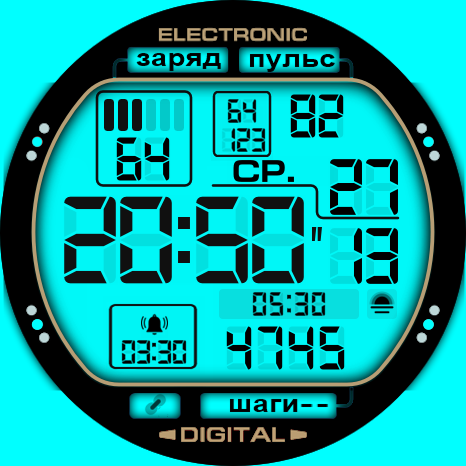 ELECTRONIC
заряд пульс
64 64 123 82
СР. 27
20:50" 13
05:30
03:30 4745
шаги--
DIGITAL